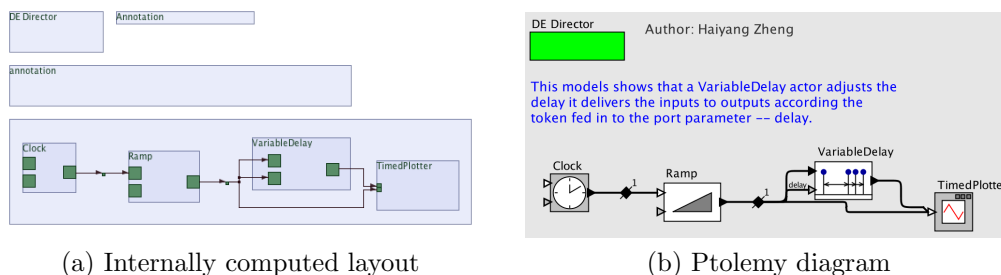 DE Director
Annotation
annotation
Clock
Ramp
VariableDelay
TimedPlotter
(a) Internally computed layout
DE Director
Author: Haiyang Zheng
This models shows that a VariableDelay actor adjusts the
delay it delivers the inputs to outputs according the
token fed in to the port parameter -- delay.
Clock
1
Ramp
1
delay
VariableDelay
TimedPlotte
(b) Ptolemy diagram